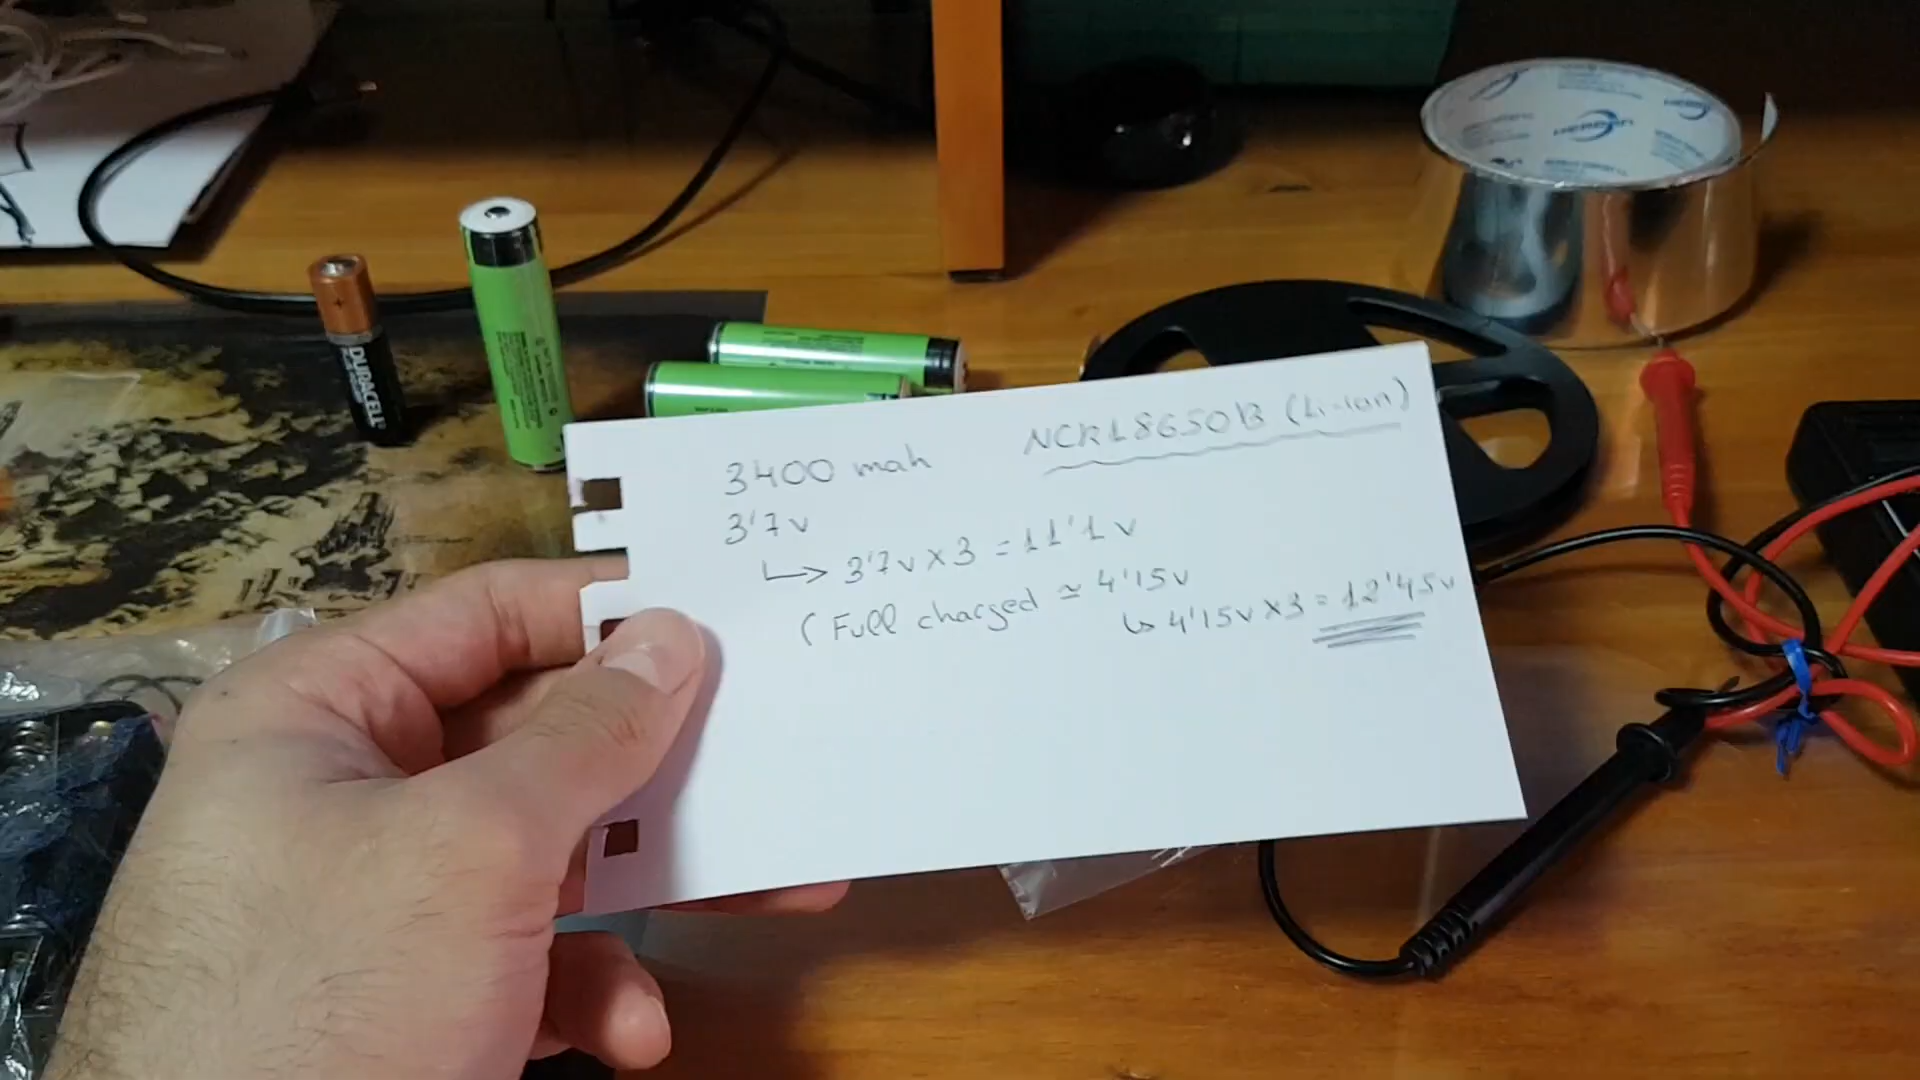 DURACELL
3400 mah
NCR18650B (Li-Ion)
3'7v
↳ 3'7v x 3 = 11'1v
(Full charged ≃ 4'15v
↳ 4'15v x 3 = 12'45v